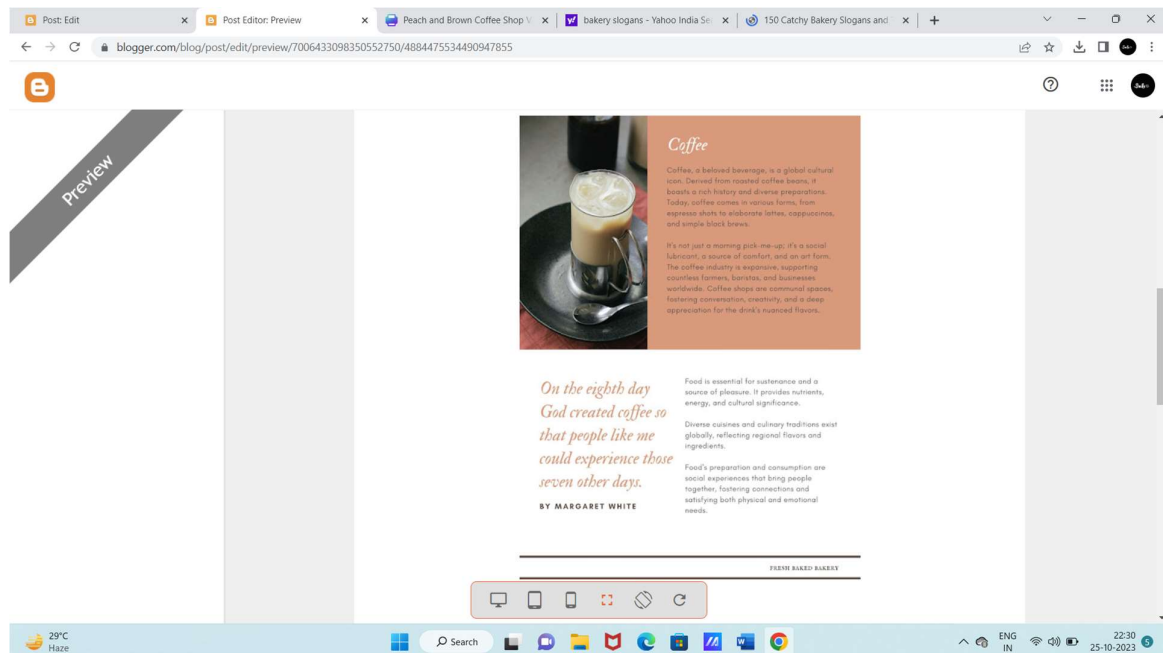 Post: Edit
Post Editor: Preview
Peach and Brown Coffee Shop V
bakery slogans - Yahoo India Se
150 Catchy Bakery Slogans and
blogger.com/blog/post/edit/preview/7006433098350552750/4884475534490947855
Preview
Coffee
Coffee, a beloved beverage, is a global cultural
icon. Derived from roasted coffee beans, it
boasts a rich history and diverse preparations.
Today, coffee comes in various forms, from
espresso shots to elaborate lattes, cappuccinos,
and simple black brews.
It's not just a morning pick-me-up; it's a social
lubricant, a source of comfort, and an art form.
The coffee industry is expansive, supporting
countless farmers, baristas, and businesses
worldwide. Coffee shops are communal spaces,
fostering conversation, creativity, and a deep
appreciation for the drink's nuanced flavors.
On the eighth day
God created coffee so
that people like me
could experience those
seven other days.
BY MARGARET WHITE
Food is essential for sustenance and a
source of pleasure. It provides nutrients,
energy, and cultural significance.
Diverse cuisines and culinary traditions exist
globally, reflecting regional flavors and
ingredients.
Food's preparation and consumption are
social experiences that bring people
together, fostering connections and
satisfying both physical and emotional
needs.
FRESH BAKED BAKERY
29°C
Haze
Search
ENG
IN
22:30
25-10-2023
5